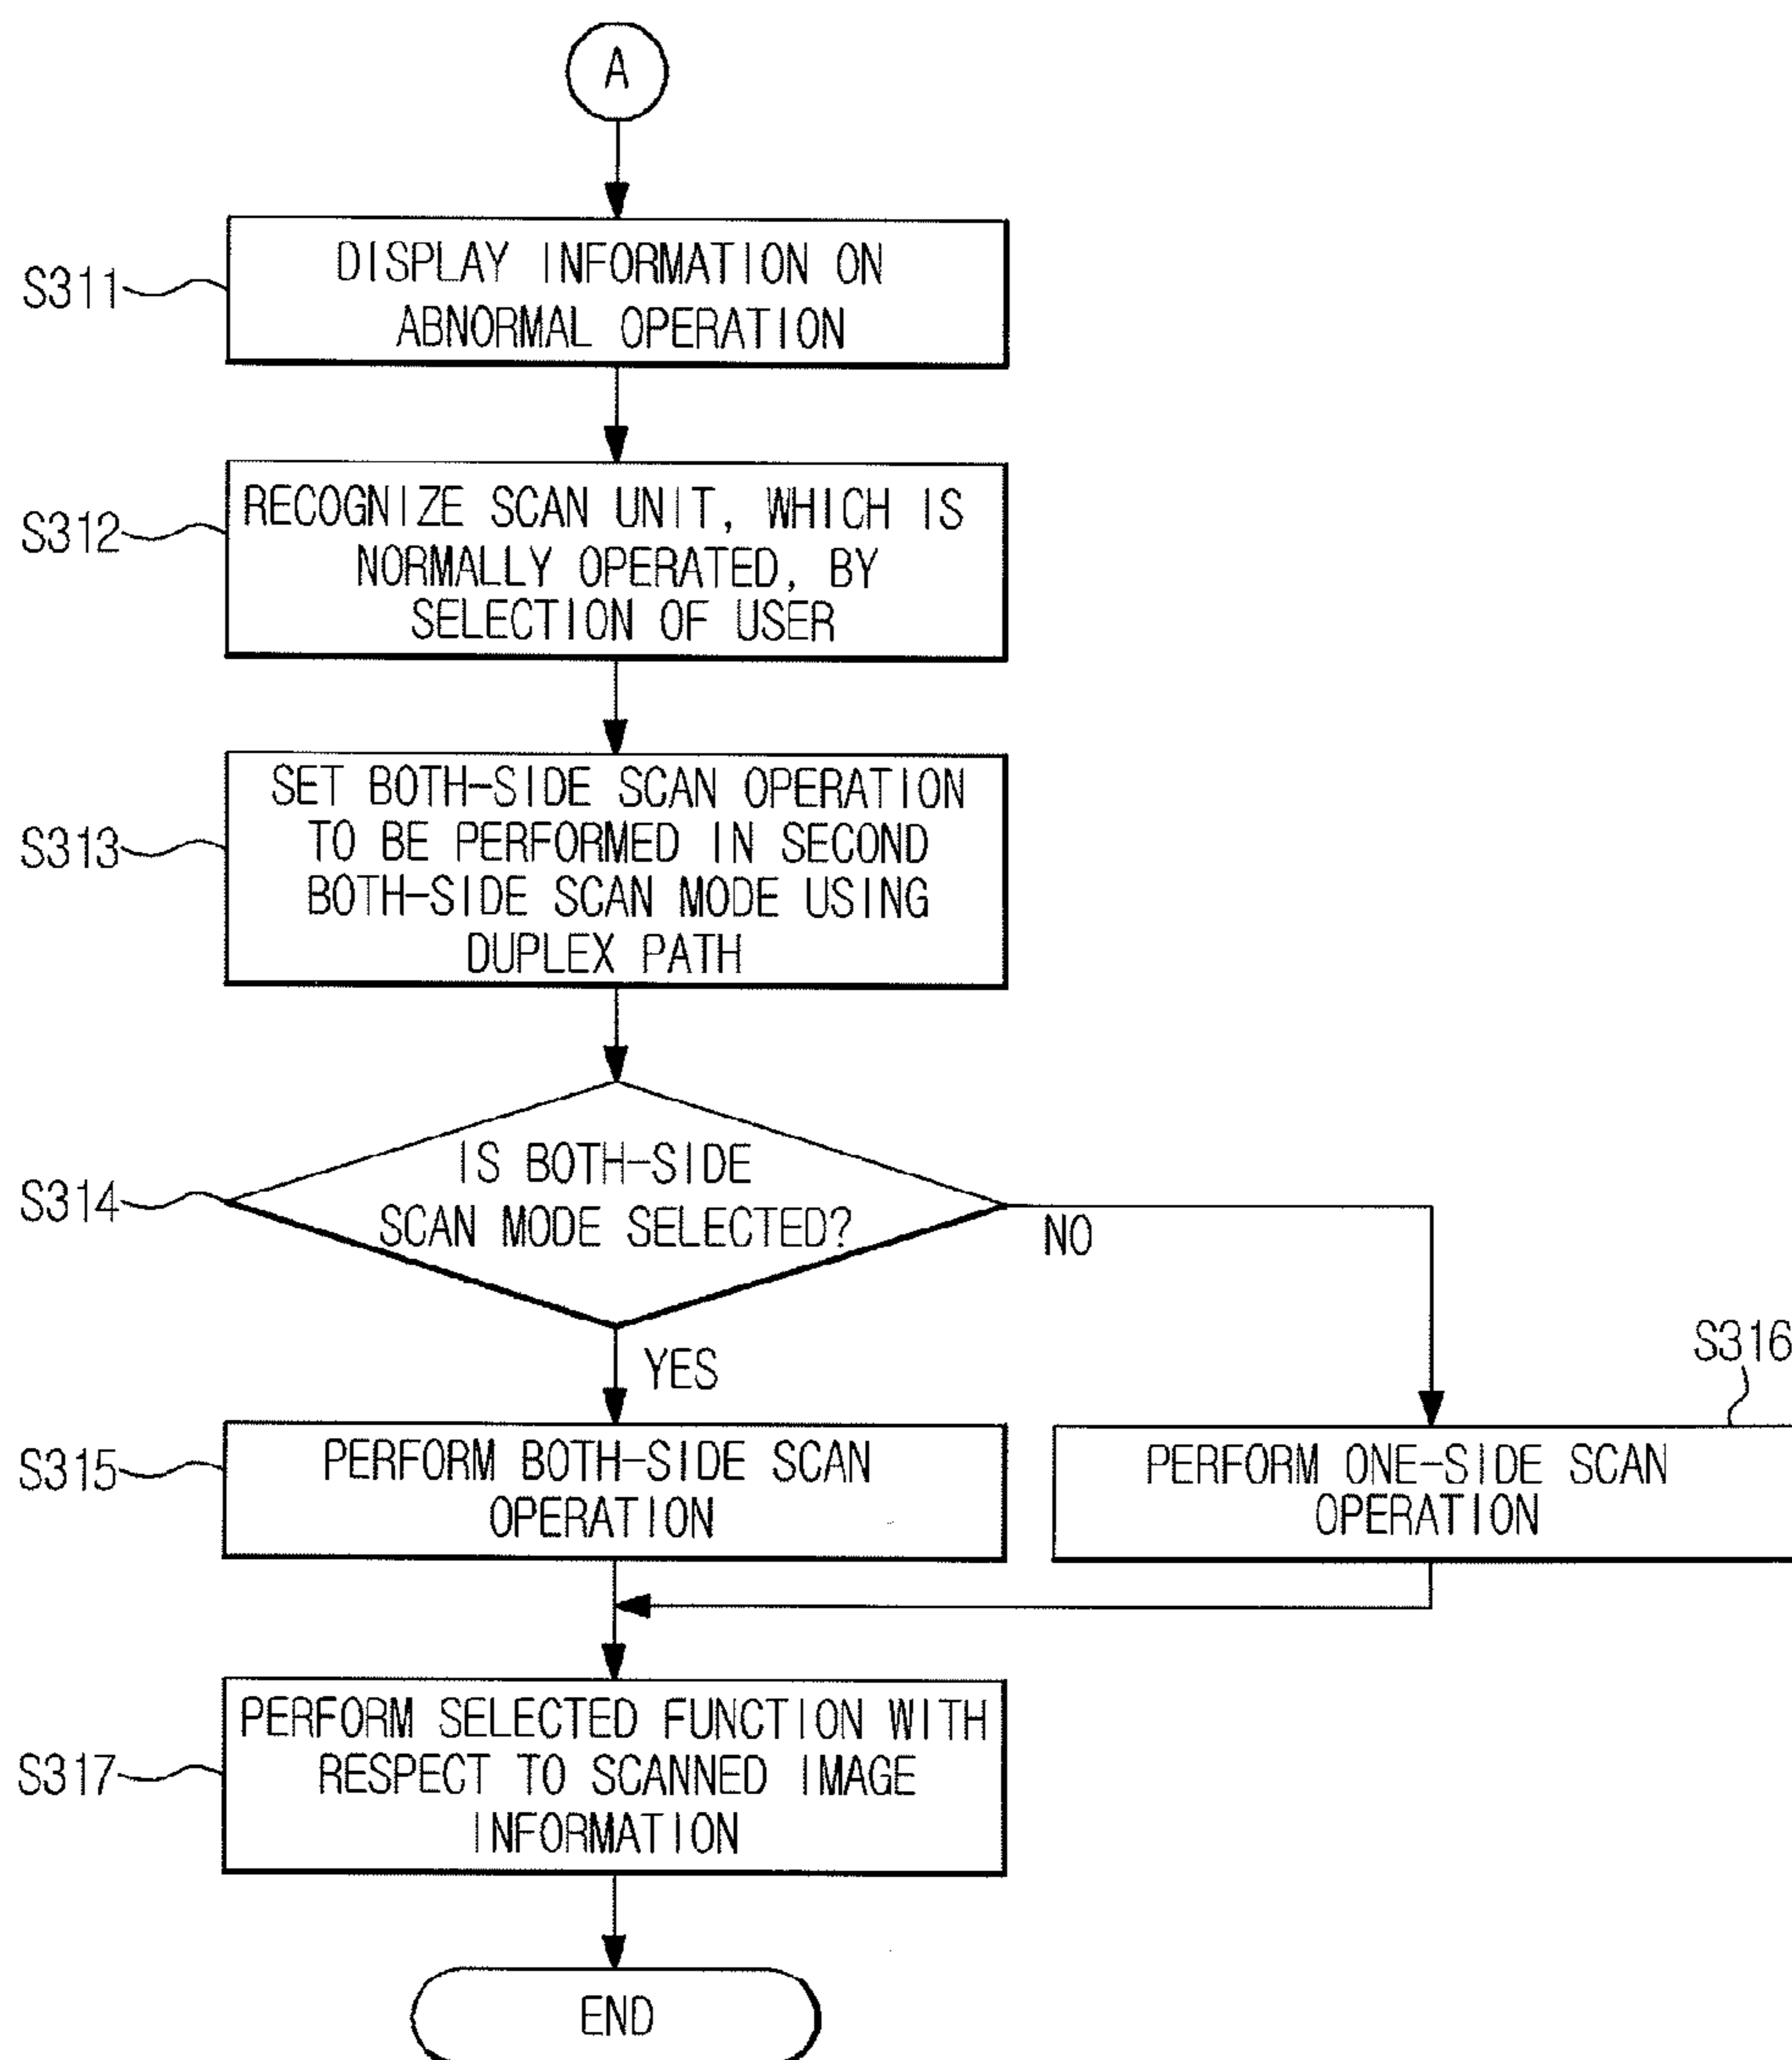 A
S311
DISPLAY INFORMATION ON
ABNORMAL OPERATION
S312
RECOGNIZE SCAN UNIT, WHICH IS
NORMALLY OPERATED, BY
SELECTION OF USER
S313
SET BOTH-SIDE SCAN OPERATION
TO BE PERFORMED IN SECOND
BOTH-SIDE SCAN MODE USING
DUPLEX PATH
S314
IS BOTH-SIDE
SCAN MODE SELECTED?
NO
YES
S316
S315
PERFORM BOTH-SIDE SCAN
OPERATION
PERFORM ONE-SIDE SCAN
OPERATION
S317
PERFORM SELECTED FUNCTION WITH
RESPECT TO SCANNED IMAGE
INFORMATION
END